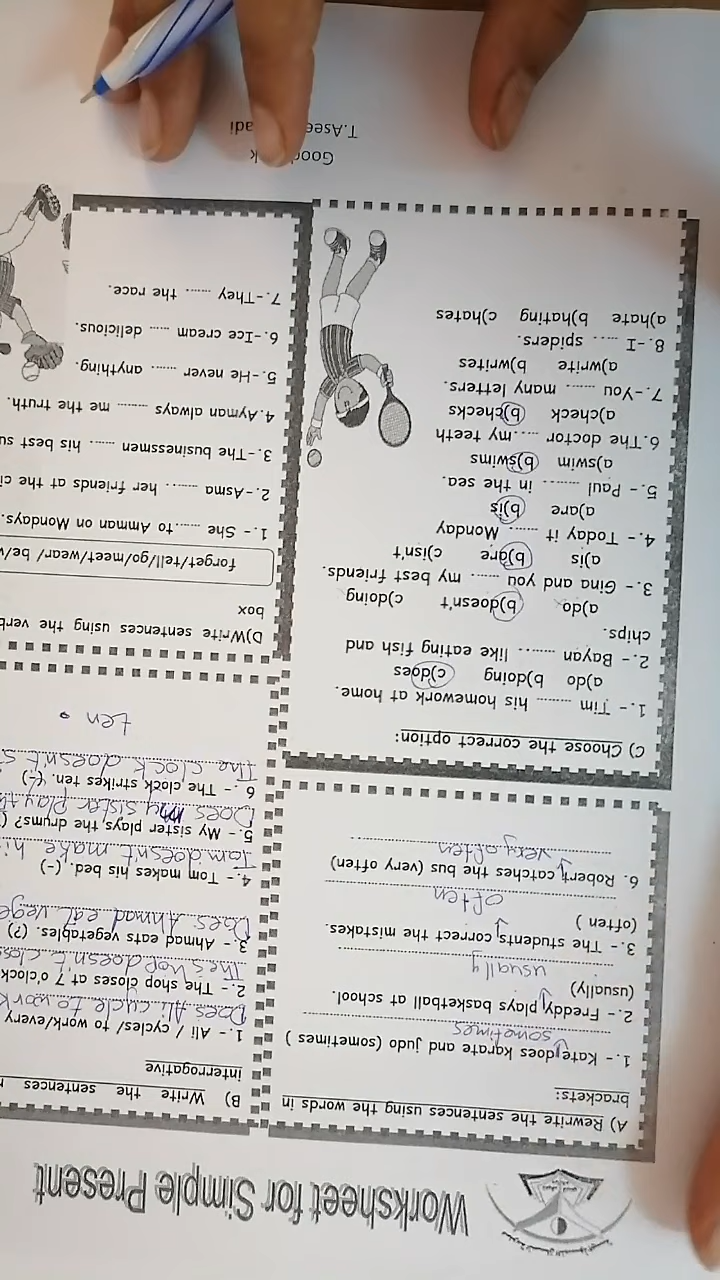 Worksheet for Simple Present
A) Rewrite the sentences using the words in
brackets:
1.- Kate does karate and judo (sometimes )
sometimes
2.- Freddy plays basketball at school.
(usually)
usually
3.- The students correct the mistakes.
(often )
often
6. Robert catches the bus (very often)
very often
B) Write the sentences
interrogative
1.- Ali / cycles/ to work/every
Does Ali cycle to work
2.- The shop closes at 7 o'clock
The shop doesn't close
3.- Ahmad eats vegetables. (?)
Does Ahmad eat vege
4.- Tom makes his bed. (-)
Tom doesn't make hi
5.- My sister plays the drums? (
Does my sister play th
6 .- The clock strikes ten. (-)
The clock doesn't s
ten.
C) Choose the correct option:
1.- Tim ........ his homework at home.
a)do b)doing c)does
2.- Bayan ....... like eating fish and
chips.
a)do b)doesn't c)doing
3.- Gina and you ...... my best friends.
a)is b)are c)isn't
4.- Today it ...... Monday
a)are b)is
5.- Paul ....... in the sea.
a)swim b)swims
6.The doctor .....my teeth
a)check b)checks
7.-You ...... many letters.
a)write b)writes
8.-I ..... spiders.
a)hate b)hating c)hates
D)Write sentences using the verb
box
forget/tell/go/meet/wear/ be/
1.- She ......to Amman on Mondays.
2.-Asma ...... her friends at the ci
3.-The businessmen ...... his best su
4.Ayman always ....... me the truth.
5.-He never ...... anything.
6.-Ice cream ..... delicious.
7.-They ...... the race.
T.Asee